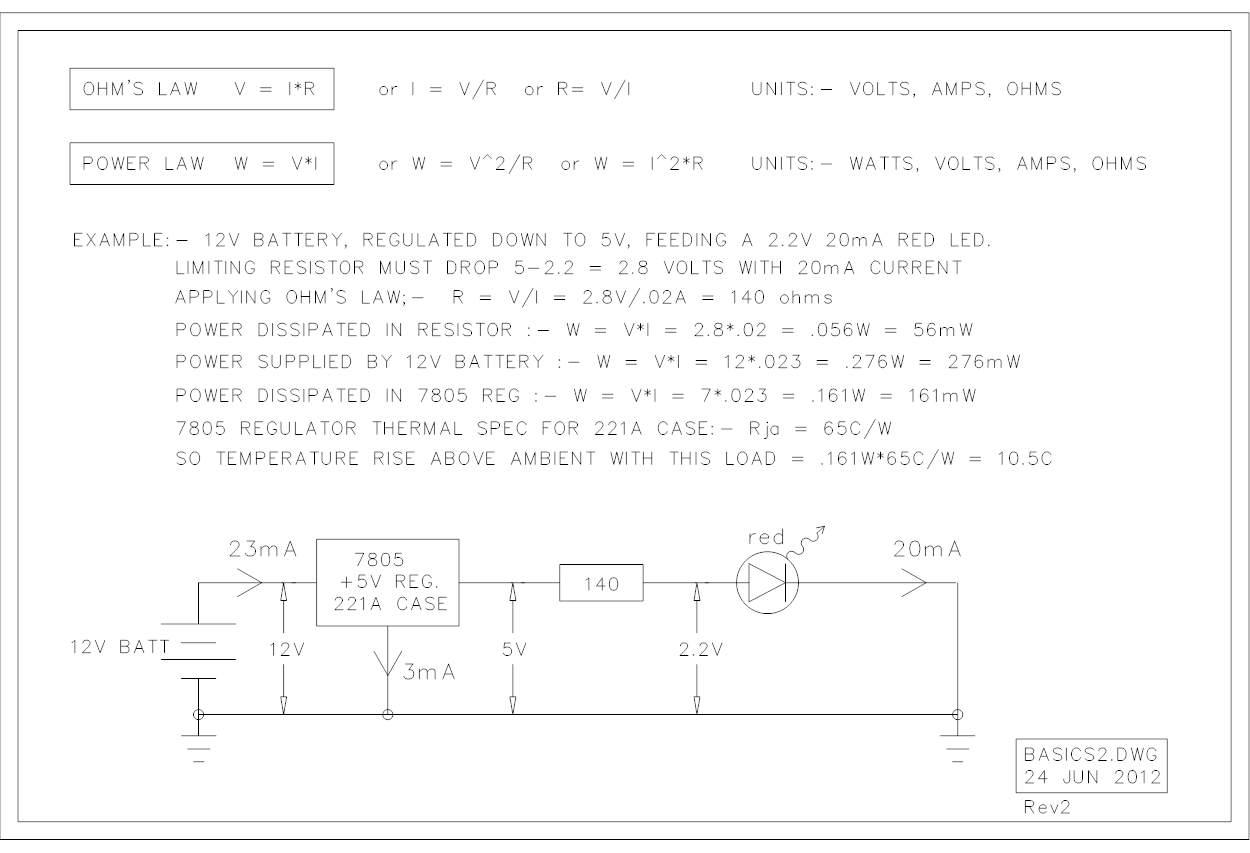 OHM'S LAW V = I*R or I = V/R or R= V/I UNITS:- VOLTS, AMPS, OHMS
POWER LAW W = V*I or W = V^2/R or W = I^2*R UNITS:- WATTS, VOLTS, AMPS, OHMS
EXAMPLE:- 12V BATTERY, REGULATED DOWN TO 5V, FEEDING A 2.2V 20mA RED LED.
LIMITING RESISTOR MUST DROP 5-2.2 = 2.8 VOLTS WITH 20mA CURRENT
APPLYING OHM'S LAW;- R = V/I = 2.8V/.02A = 140 ohms
POWER DISSIPATED IN RESISTOR :- W = V*I = 2.8*.02 = .056W = 56mW
POWER SUPPLIED BY 12V BATTERY :- W = V*I = 12*.023 = .276W = 276mW
POWER DISSIPATED IN 7805 REG :- W = V*I = 7*.023 = .161W = 161mW
7805 REGULATOR THERMAL SPEC FOR 221A CASE:- Rja = 65C/W
SO TEMPERATURE RISE ABOVE AMBIENT WITH THIS LOAD = .161W*65C/W = 10.5C
23mA
7805
+5V REG.
221A CASE
140
red
20mA
12V BATT
12V
3mA
5V
2.2V
BASICS2.DWG
24 JUN 2012
Rev2